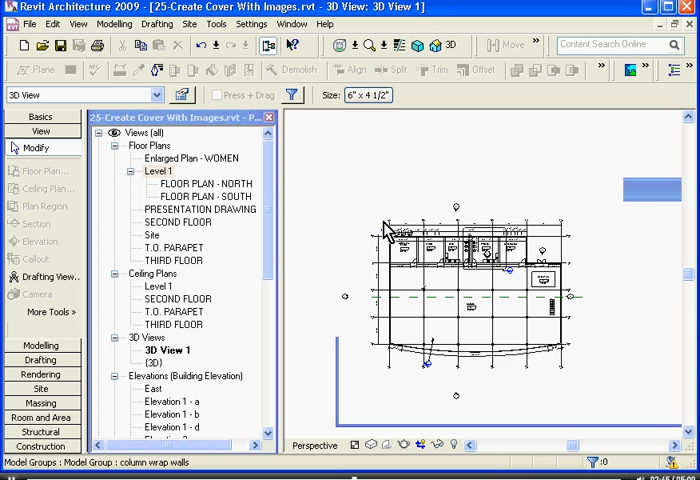 Revit Architecture 2009 - [25-Create Cover With Images.rvt - 3D View: 3D View 1]
File Edit View Modelling Drafting Site Tools Settings Window Help
3D Move Content Search Online
Plane Demolish Align Split Trim Offset
3D View Press + Drag Size: 6" x 4 1/2"
Basics
View
Modify
Floor Plan...
Ceiling Plan...
Plan Region
Section
Elevation
Callout
Drafting View...
Camera
More Tools »
Modelling
Drafting
Rendering
Site
Massing
Room and Area
Structural
Construction
25-Create Cover With Images.rvt - P...
Views (all)
Floor Plans
Enlarged Plan - WOMEN
Level 1
FLOOR PLAN - NORTH
FLOOR PLAN - SOUTH
PRESENTATION DRAWING
SECOND FLOOR
Site
T.O. PARAPET
THIRD FLOOR
Ceiling Plans
Level 1
SECOND FLOOR
T.O. PARAPET
THIRD FLOOR
3D Views
3D View 1
{3D}
Elevations (Building Elevation)
East
Elevation 1 - a
Elevation 1 - b
Elevation 1 - d
Perspective
Model Groups : Model Group : column wrap walls :0